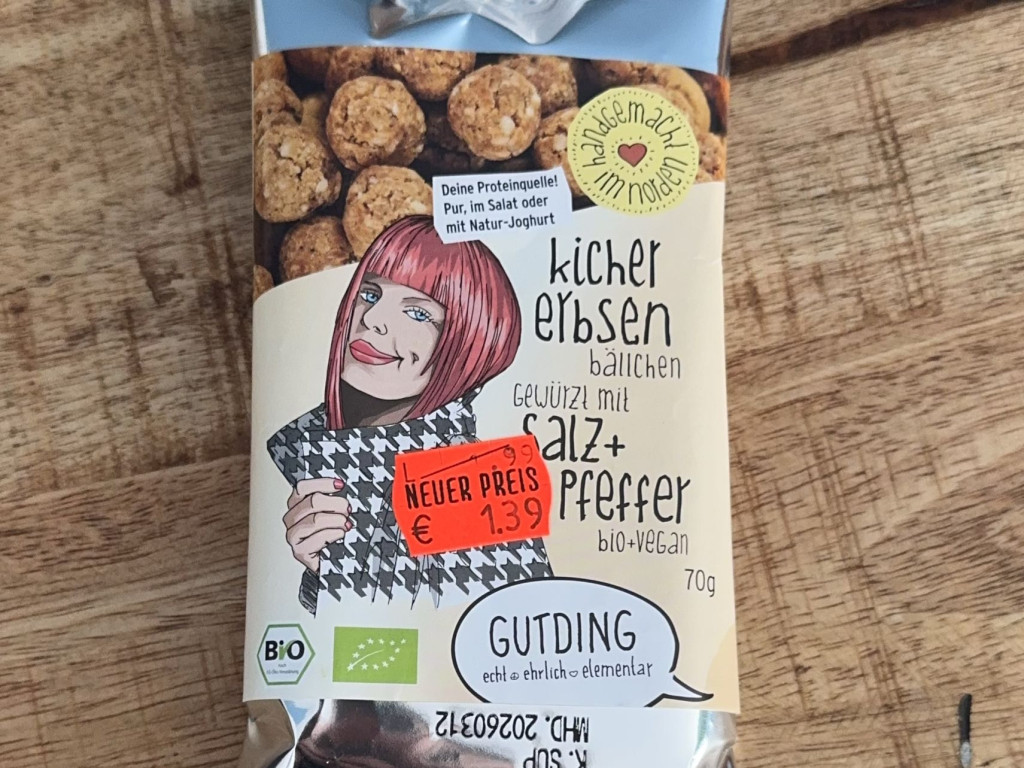 handgemacht
im norden
Deine Proteinquelle!
Pur, im Salat oder
mit Natur-Joghurt
kicher
erbsen
bällchen
Gewürzt mit
Salz+
Pfeffer
bio+vegan
70g
99
NEUER PREIS
€ 1.39
GUTDING
echt ehrlich elementar
Bio
MHD. 20260312